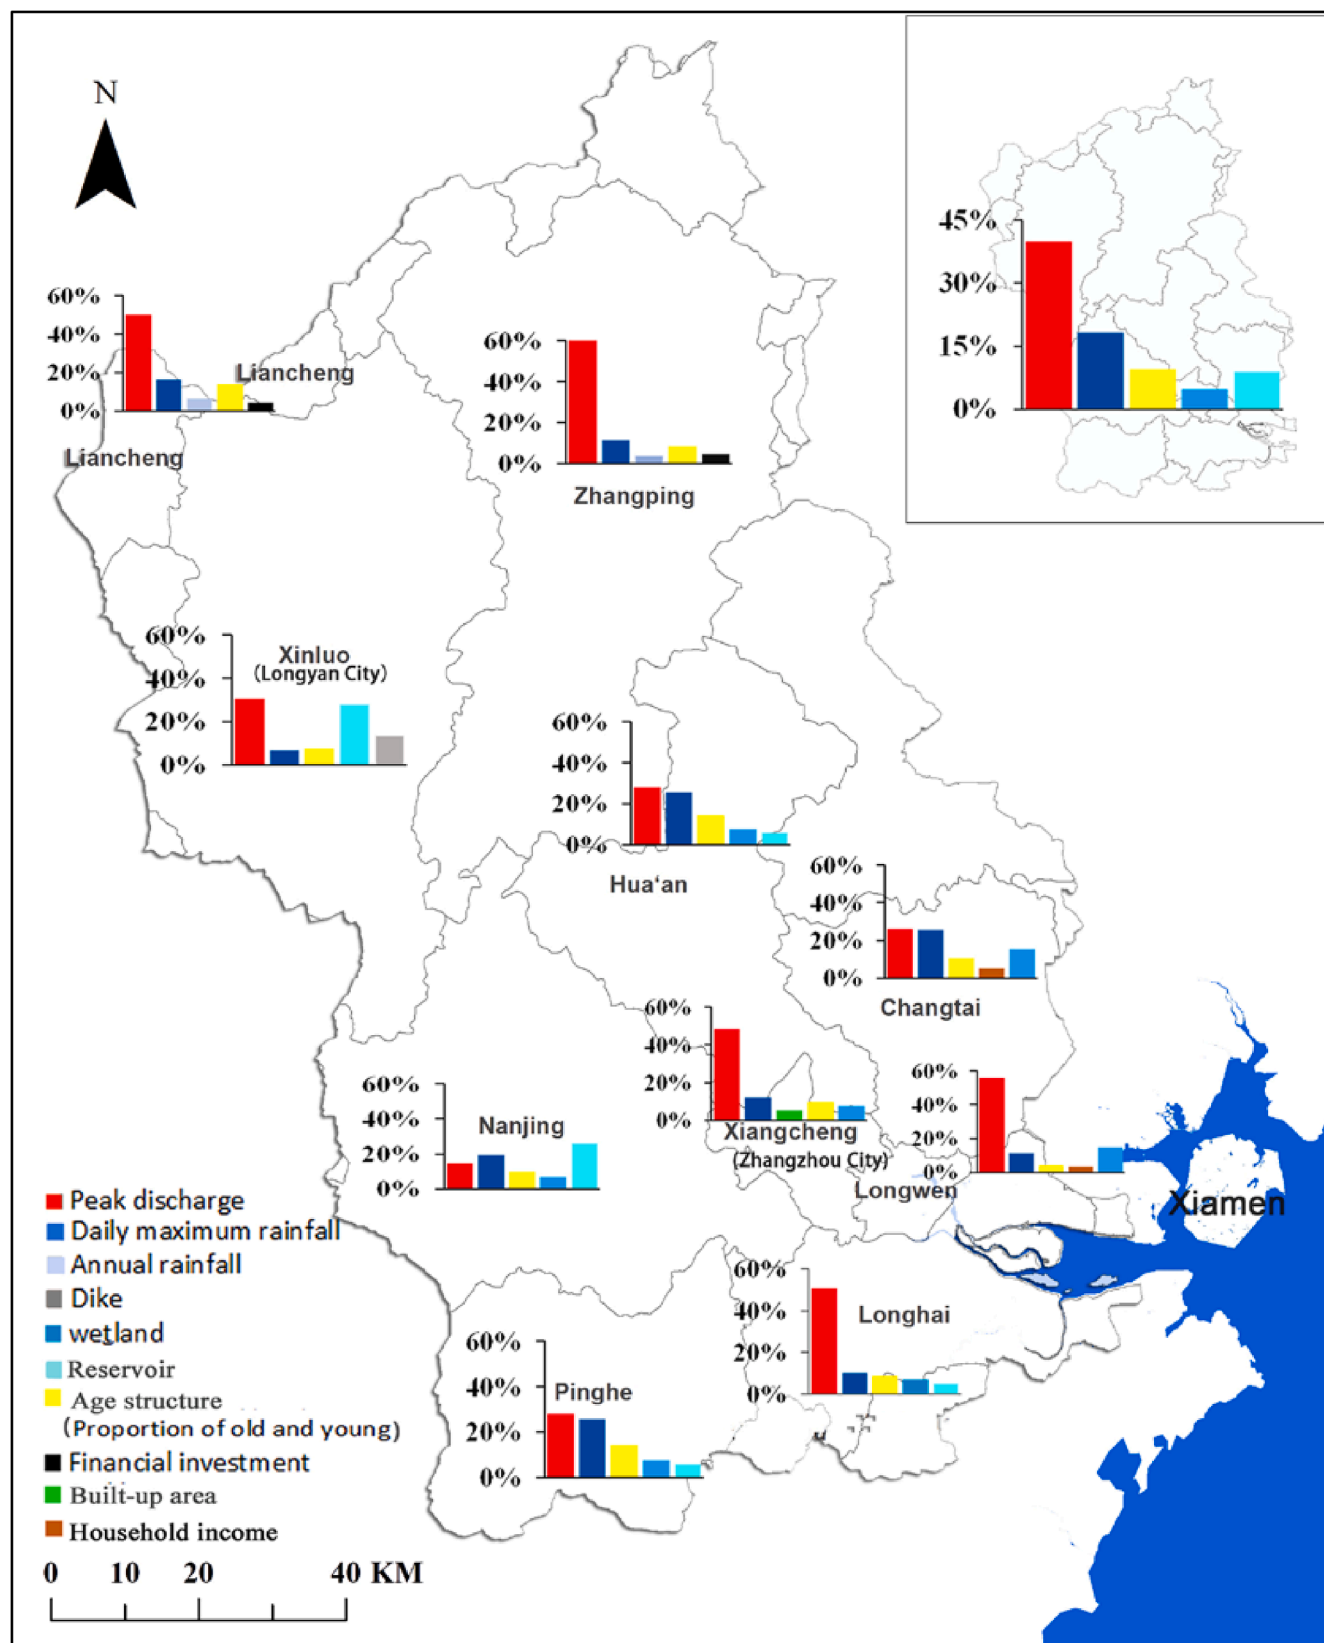 N
45%
30%
15%
0%
60%
40%
20%
0%
Liancheng
Liancheng
60%
40%
20%
0%
Zhangping
60%
40%
20%
0%
Xinluo
(Longyan City)
60%
40%
20%
0%
Hua‘an
60%
40%
20%
0%
Changtai
60%
40%
20%
0%
Xiangcheng
(Zhangzhou City)
60%
40%
20%
0%
Longwen
Xiamen
60%
40%
20%
0%
Nanjing
60%
40%
20%
0%
Longhai
60%
40%
20%
0%
Pinghe
Peak discharge
Daily maximum rainfall
Annual rainfall
Dike
wetland
Reservoir
Age structure
(Proportion of old and young)
Financial investment
Built-up area
Household income
0 10 20 40 KM